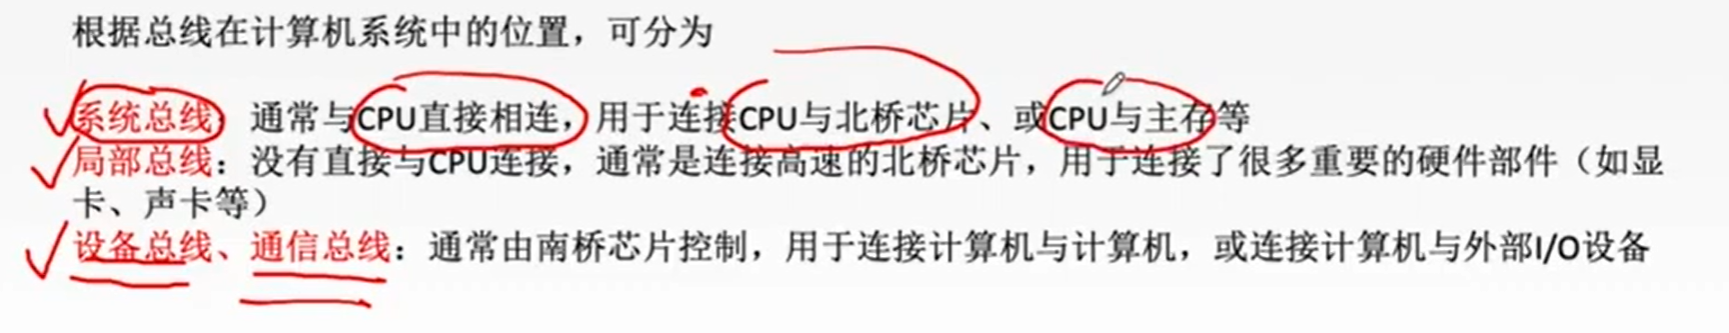 根据总线在计算机系统中的位置，可分为
系统总线：通常与CPU直接相连，用于连接CPU与北桥芯片、或CPU与主存等
局部总线：没有直接与CPU连接，通常是连接高速的北桥芯片，用于连接了很多重要的硬件部件（如显
卡、声卡等）
设备总线、通信总线：通常由南桥芯片控制，用于连接计算机与计算机，或连接计算机与外部I/O设备